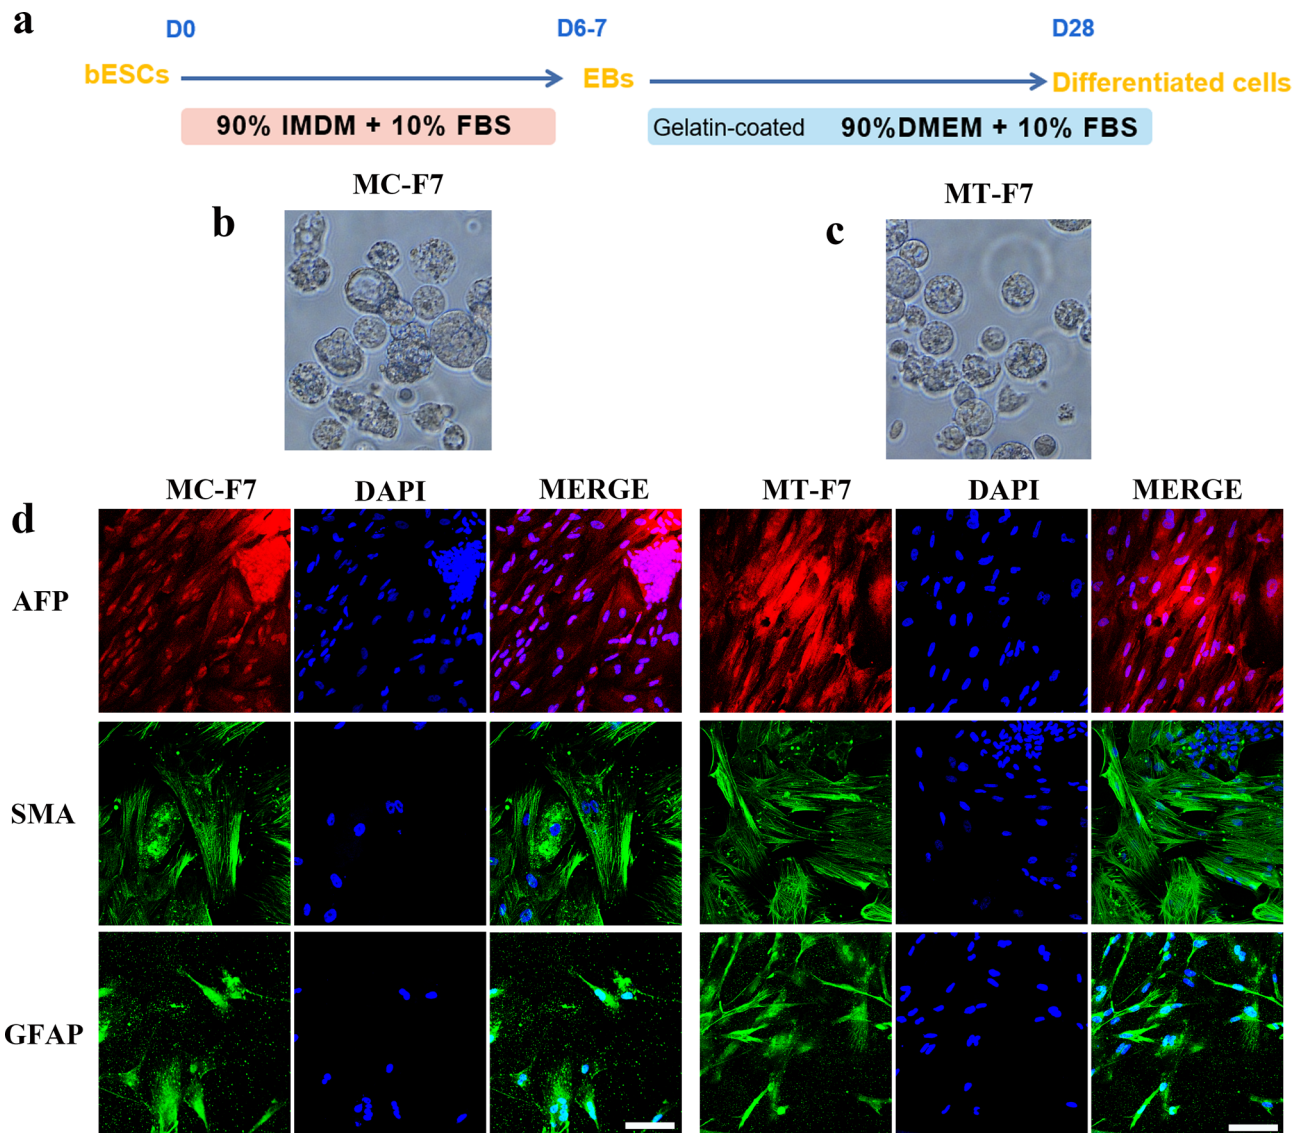 a
D0 D6-7 D28
bESCs EBs Differentiated cells
90% IMDM + 10% FBS Gelatin-coated 90%DMEM + 10% FBS
MC-F7 MT-F7
b c
MC-F7 DAPI MERGE MT-F7 DAPI MERGE
d
AFP
SMA
GFAP